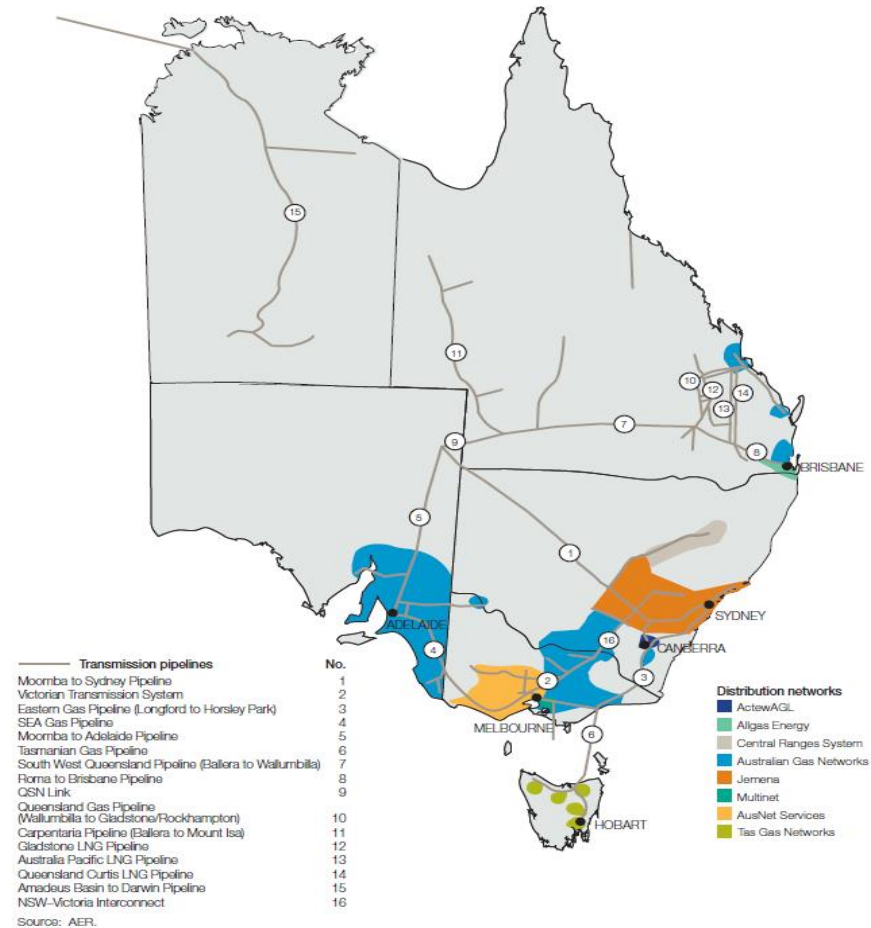 15
11
10
12
14
13
7
9
8
BRISBANE
5
1
SYDNEY
ADELAIDE
16
CANBERRA
4
2
3
MELBOURNE
6
HOBART
Transmission pipelines No.
Moomba to Sydney Pipeline 1
Victorian Transmission System 2
Eastern Gas Pipeline (Longford to Horsley Park) 3
SEA Gas Pipeline 4
Moomba to Adelaide Pipeline 5
Tasmanian Gas Pipeline 6
South West Queensland Pipeline (Ballera to Wallumbilla) 7
Roma to Brisbane Pipeline 8
QSN Link 9
Queensland Gas Pipeline
(Wallumbilla to Gladstone/Rockhampton) 10
Carpentaria Pipeline (Ballera to Mount Isa) 11
Gladstone LNG Pipeline 12
Australia Pacific LNG Pipeline 13
Queensland Curtis LNG Pipeline 14
Amadeus Basin to Darwin Pipeline 15
NSW–Victoria Interconnect 16
Source: AER.
Distribution networks
ActewAGL
Allgas Energy
Central Ranges System
Australian Gas Networks
Jemena
Multinet
AusNet Services
Tas Gas Networks